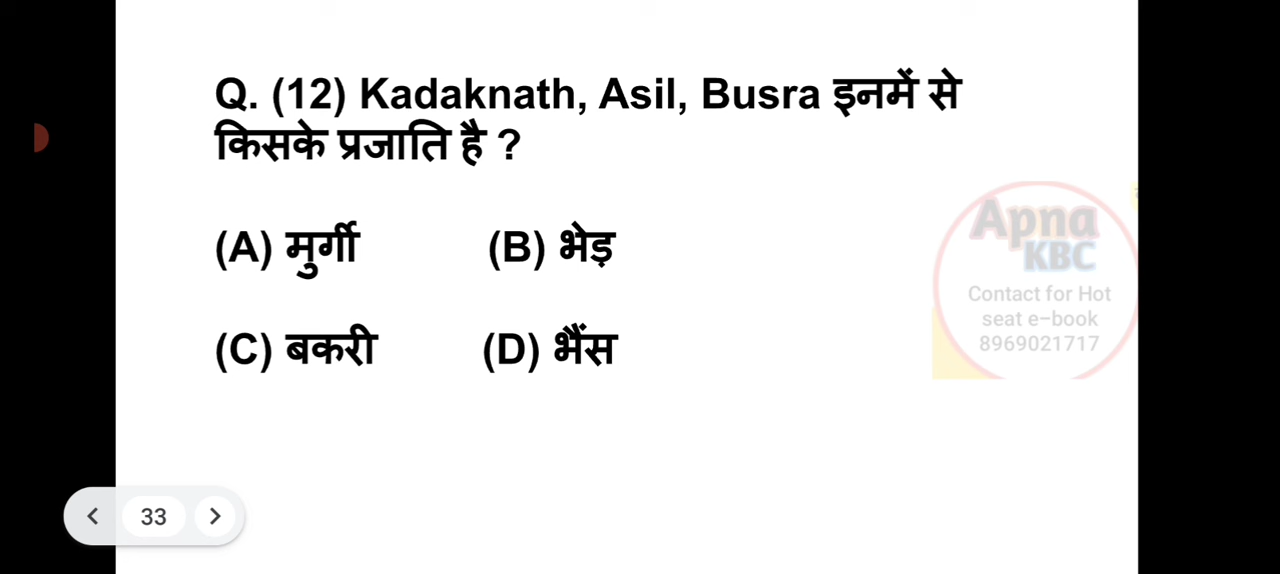 Q. (12) Kadaknath, Asil, Busra इनमें से
किसके प्रजाति है ?
(A) मुर्गी (B) भेड़
(C) बकरी (D) भैंस
Apna
KBC
Contact for Hot
seat e-book
8969021717
33